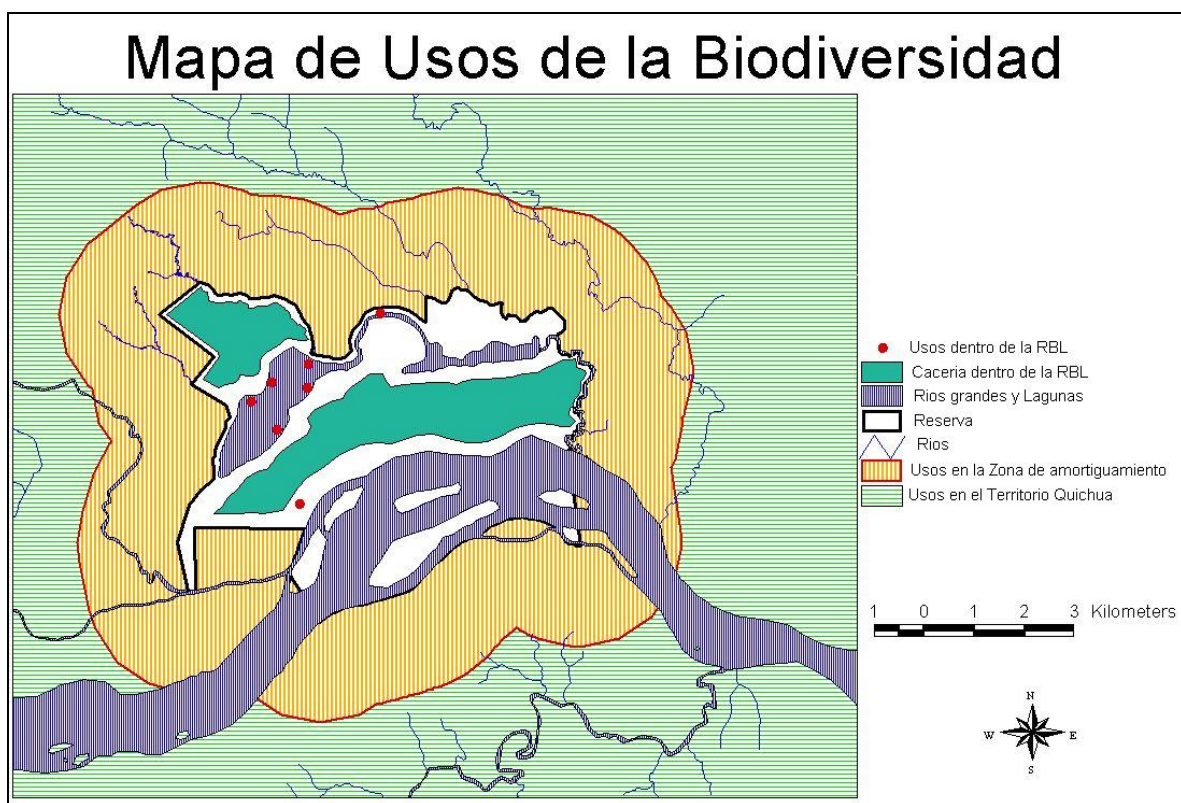 Mapa de Usos de la Biodiversidad
Usos dentro de la RBL
Caceria dentro de la RBL
Rios grandes y Lagunas
Reserva
Rios
Usos en la Zona de amortiguamiento
Usos en el Territorio Quichua
1 0 1 2 3 Kilometers
N
W E
S